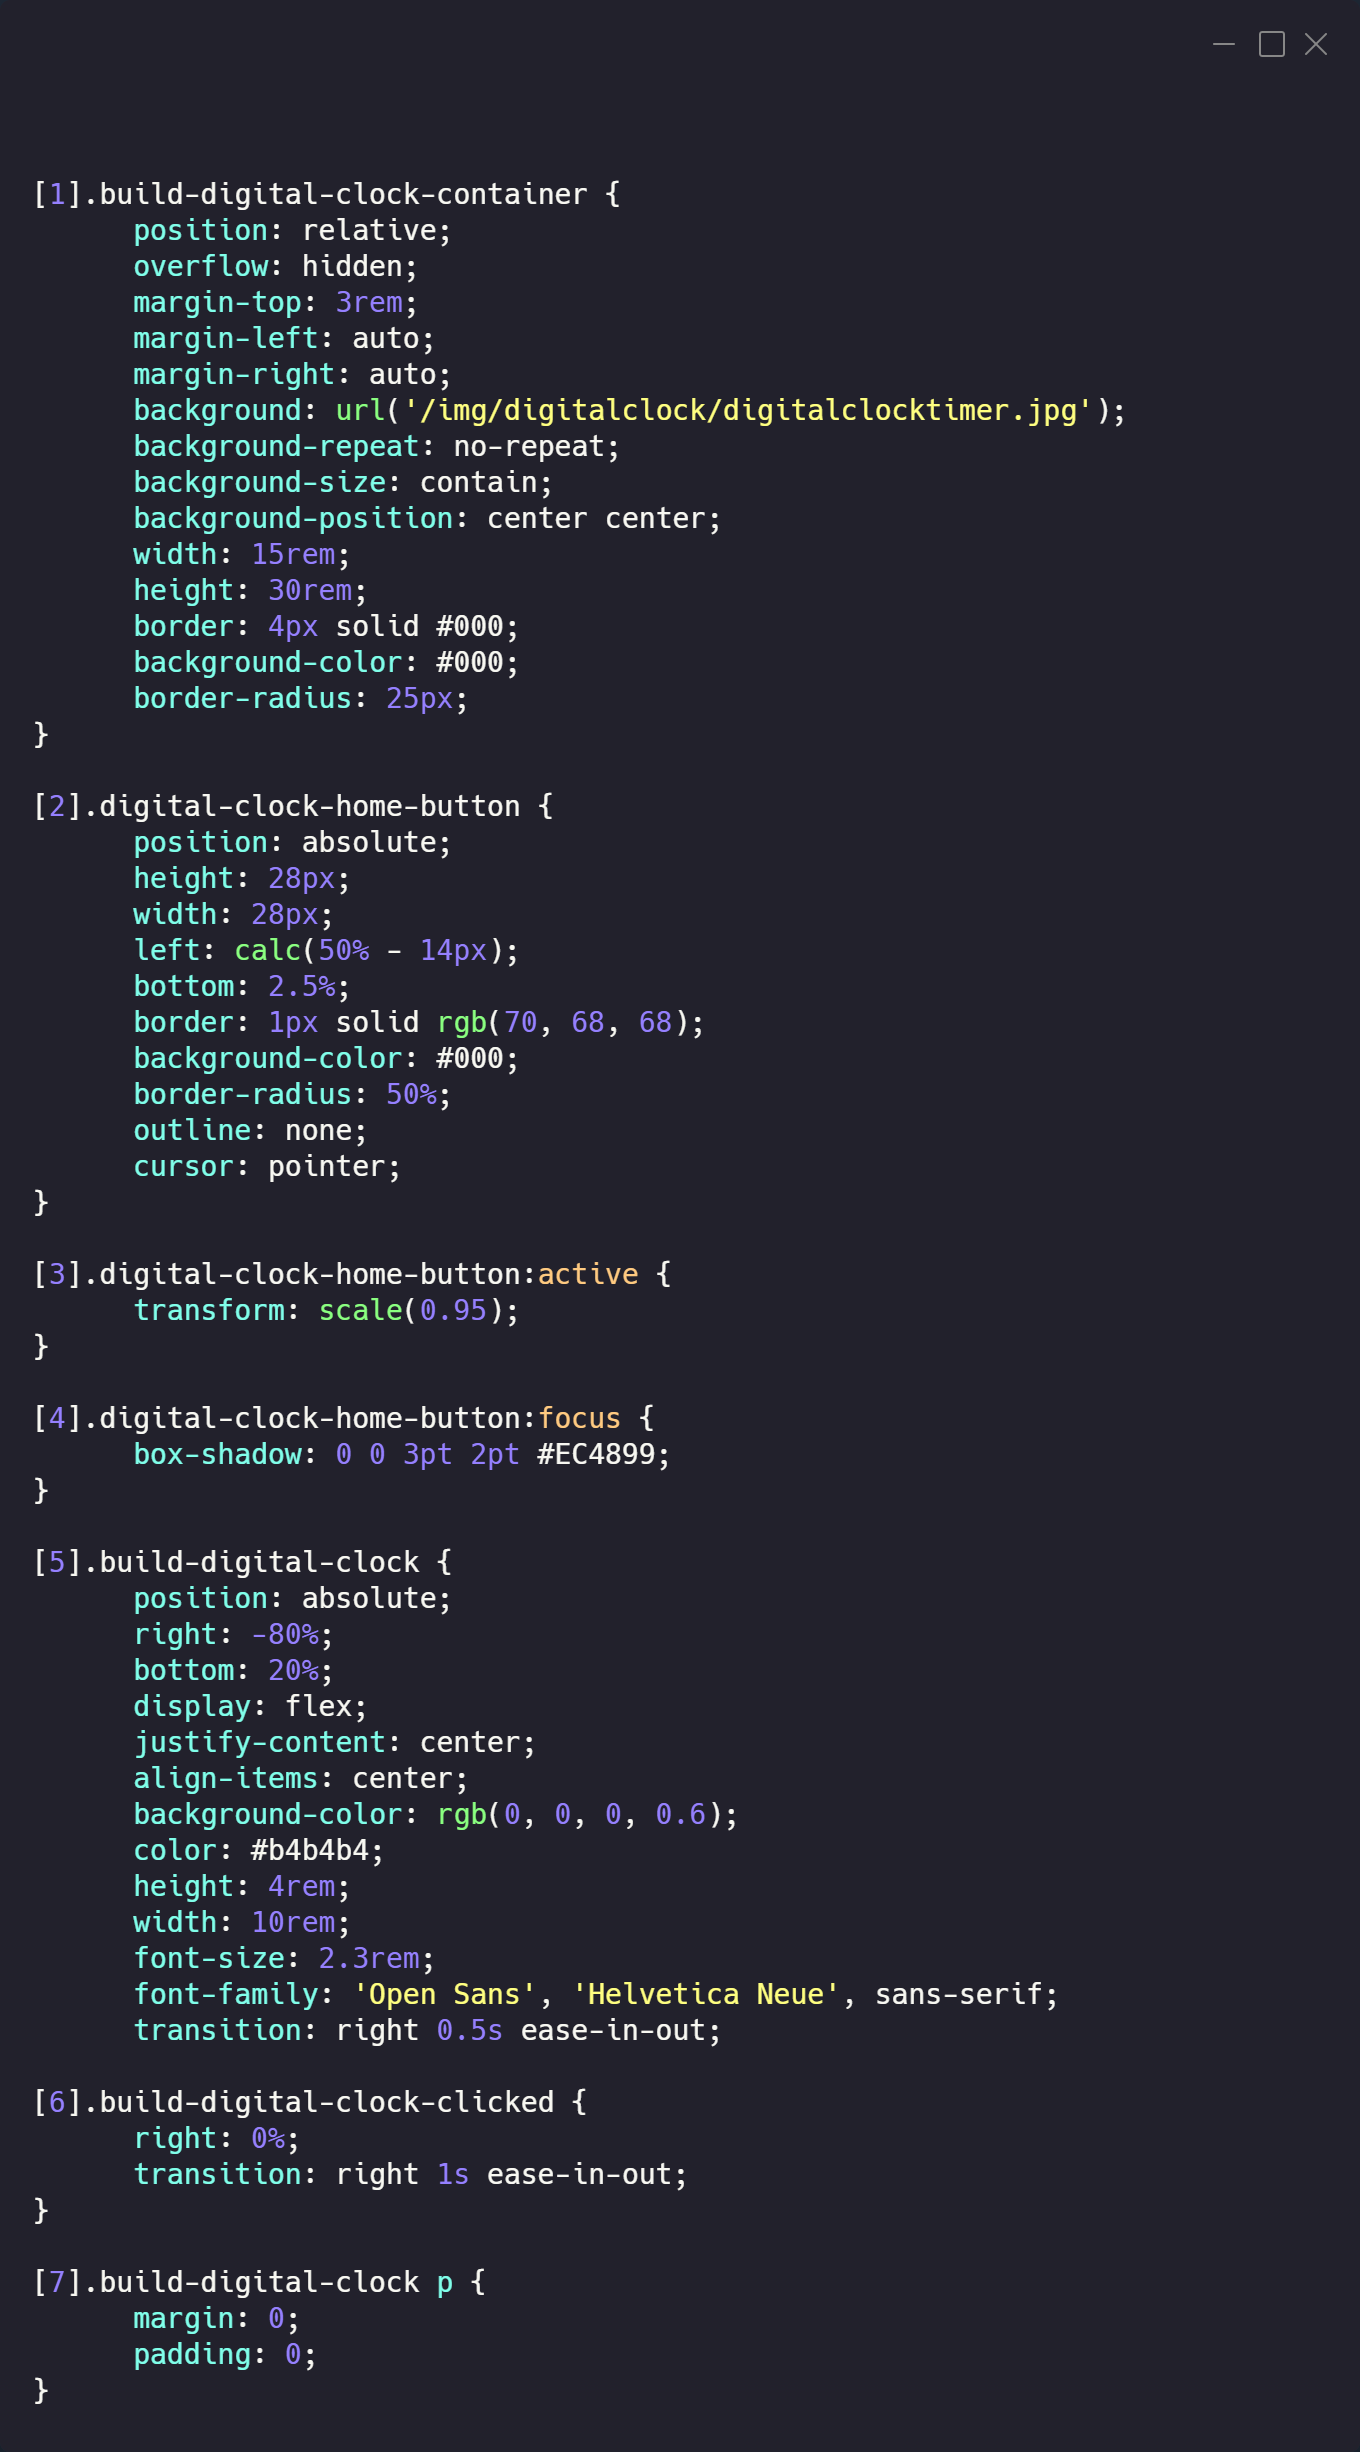 [1].build-digital-clock-container {
      position: relative;
      overflow: hidden;
      margin-top: 3rem;
      margin-left: auto;
      margin-right: auto;
      background: url('/img/digitalclock/digitalclocktimer.jpg');
      background-repeat: no-repeat;
      background-size: contain;
      background-position: center center;
      width: 15rem;
      height: 30rem;
      border: 4px solid #000;
      background-color: #000;
      border-radius: 25px;
}

[2].digital-clock-home-button {
      position: absolute;
      height: 28px;
      width: 28px;
      left: calc(50% - 14px);
      bottom: 2.5%;
      border: 1px solid rgb(70, 68, 68);
      background-color: #000;
      border-radius: 50%;
      outline: none;
      cursor: pointer;
}

[3].digital-clock-home-button:active {
      transform: scale(0.95);
}

[4].digital-clock-home-button:focus {
      box-shadow: 0 0 3pt 2pt #EC4899;
}

[5].build-digital-clock {
      position: absolute;
      right: -80%;
      bottom: 20%;
      display: flex;
      justify-content: center;
      align-items: center;
      background-color: rgb(0, 0, 0, 0.6);
      color: #b4b4b4;
      height: 4rem;
      width: 10rem;
      font-size: 2.3rem;
      font-family: 'Open Sans', 'Helvetica Neue', sans-serif;
      transition: right 0.5s ease-in-out;

[6].build-digital-clock-clicked {
      right: 0%;
      transition: right 1s ease-in-out;
}

[7].build-digital-clock p {
      margin: 0;
      padding: 0;
}